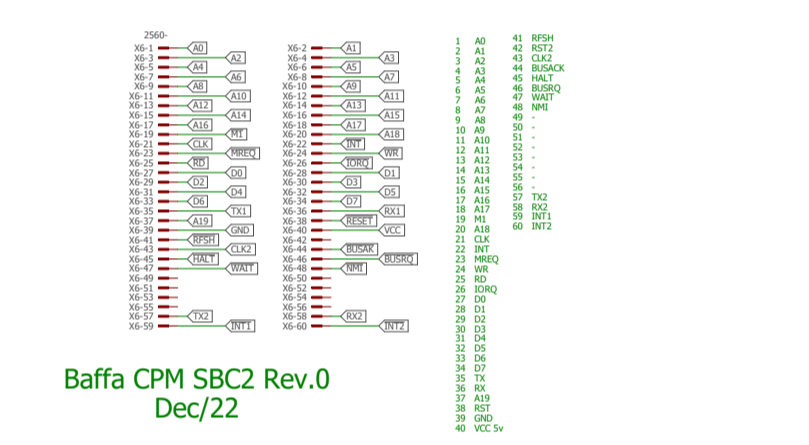 2560-
X6-1 A0
X6-3 A2
X6-5 A4
X6-7 A6
X6-9 A8
X6-11 A10
X6-13 A12
X6-15 A14
X6-17 A16
X6-19 MI
X6-21 CLK
X6-23 MREQ
X6-25 RD
X6-27 D0
X6-29 D2
X6-31 D4
X6-33 D6
X6-35 TX1
X6-37 A19
X6-39 GND
X6-41 RFSH
X6-43 CLK2
X6-45 HALT
X6-47 WAIT
X6-49
X6-51
X6-53
X6-55
X6-57 TX2
X6-59 INT1
X6-2 A1
X6-4 A3
X6-6 A5
X6-8 A7
X6-10 A9
X6-12 A11
X6-14 A13
X6-16 A15
X6-18 A17
X6-20 A18
X6-22 INT
X6-24 WR
X6-26 IORQ
X6-28 D1
X6-30 D3
X6-32 D5
X6-34 D7
X6-36 RX1
X6-38 RESET
X6-40 VCC
X6-42
X6-44 BUSAK
X6-46 BUSRQ
X6-48 NMI
X6-50
X6-52
X6-54
X6-56
X6-58 RX2
X6-60 INT2
1 A0
2 A1
3 A2
4 A3
5 A4
6 A5
7 A6
8 A7
9 A8
10 A9
11 A10
12 A11
13 A12
14 A13
15 A14
16 A15
17 A16
18 A17
19 M1
20 A18
21 CLK
22 INT
23 MREQ
24 WR
25 RD
26 IORQ
27 D0
28 D1
29 D2
30 D3
31 D4
32 D5
33 D6
34 D7
35 TX
36 RX
37 A19
38 RST
39 GND
40 VCC 5v
41 RFSH
42 RST2
43 CLK2
44 BUSACK
45 HALT
46 BUSRQ
47 WAIT
48 NMI
49 -
50 -
51 -
52 -
53 -
54 -
55 -
56 -
57 TX2
58 RX2
59 INT1
60 INT2
Baffa CPM SBC2 Rev.0
Dec/22